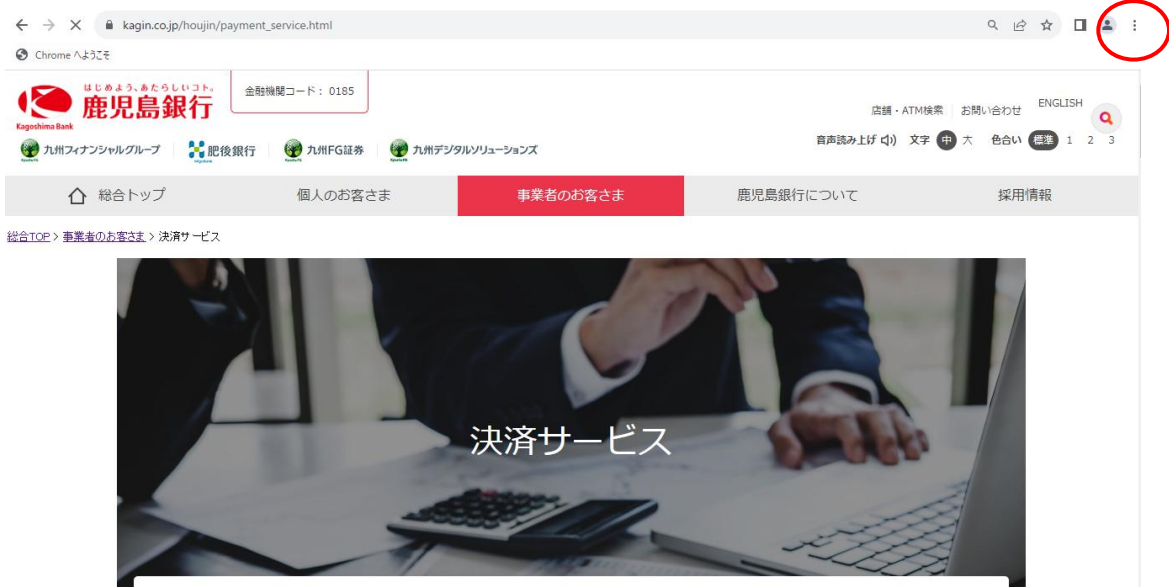 kagin.co.jp/houjin/payment_service.html
Chrome へようこそ
はじめよう、あたらしいコト。
鹿児島銀行
Kagoshima Bank
金融機関コード： 0185
店舗・ATM検索 お問い合わせ ENGLISH
九州フィナンシャルグループ 肥後銀行 九州FG証券 九州デジタルソリューションズ
音声読み上げ 文字 中 大 色合い 標準 1 2 3
総合トップ 個人のお客さま 事業者のお客さま 鹿児島銀行について 採用情報
総合TOP > 事業者のお客さま > 決済サービス
決済サービス